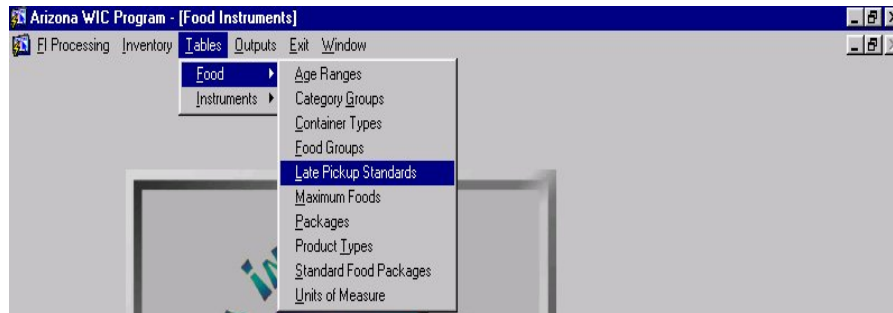 Arizona WIC Program - [Food Instruments]
FI Processing Inventory Tables Outputs Exit Window
Food
Instruments
Age Ranges
Category Groups
Container Types
Food Groups
Late Pickup Standards
Maximum Foods
Packages
Product Types
Standard Food Packages
Units of Measure